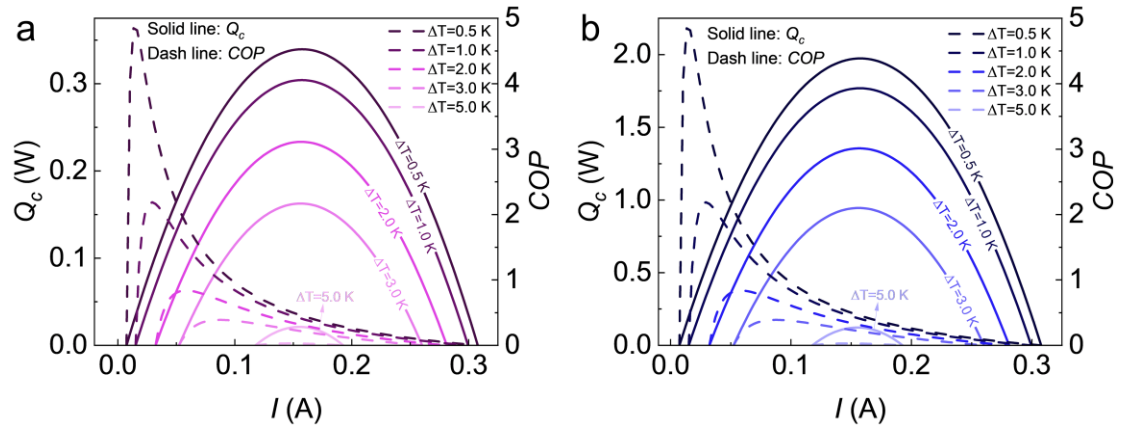 a
Solid line: Qc
Dash line: COP
ΔT=0.5 K
ΔT=1.0 K
ΔT=2.0 K
ΔT=3.0 K
ΔT=5.0 K
Qc (W)
0.3
0.2
0.1
0.0
0.0 0.1 0.2 0.3
I (A)
5
4
3
2
1
0
COP
ΔT=0.5 K
ΔT=1.0 K
ΔT=2.0 K
ΔT=3.0 K
ΔT=5.0 K
b
Solid line: Qc
Dash line: COP
ΔT=0.5 K
ΔT=1.0 K
ΔT=2.0 K
ΔT=3.0 K
ΔT=5.0 K
Qc (W)
2.0
1.5
1.0
0.5
0.0
0.0 0.1 0.2 0.3
I (A)
5
4
3
2
1
0
COP
ΔT=0.5 K
ΔT=1.0 K
ΔT=2.0 K
ΔT=3.0 K
ΔT=5.0 K